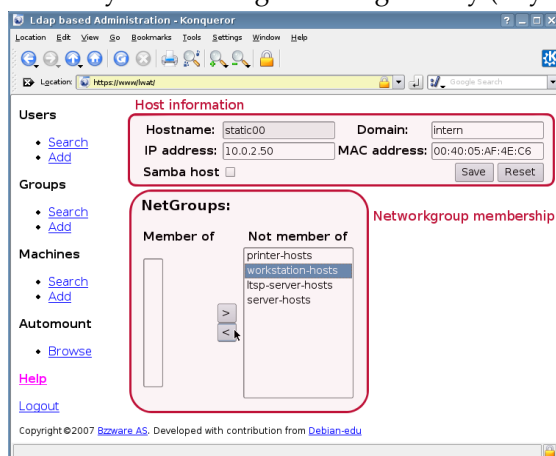 Ldap based Administration - Konqueror
Location Edit View Go Bookmarks Tools Settings Window Help
Location: https://www/lwat/ Google Search
Host information
Users
Search
Add
Groups
Search
Add
Machines
Search
Add
Automount
Browse
Help
Logout
Hostname: static00 Domain: intern
IP address: 10.0.2.50 MAC address: 00:40:05:AF:4E:C6
Samba host Save Reset
NetGroups:
Networkgroup membership
Member of Not member of
printer-hosts
workstation-hosts
ltsp-server-hosts
server-hosts
>
<
Copyright ©2007 Bzzware AS. Developed with contribution from Debian-edu